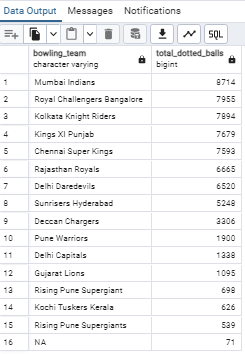 Data Output Messages Notifications
SQL
bowling_team total_dotted_balls
character varying bigint
1 Mumbai Indians 8714
2 Royal Challengers Bangalore 7955
3 Kolkata Knight Riders 7894
4 Kings XI Punjab 7679
5 Chennai Super Kings 7593
6 Rajasthan Royals 6665
7 Delhi Daredevils 6520
8 Sunrisers Hyderabad 5248
9 Deccan Chargers 3306
10 Pune Warriors 1900
11 Delhi Capitals 1338
12 Gujarat Lions 1095
13 Rising Pune Supergiant 698
14 Kochi Tuskers Kerala 626
15 Rising Pune Supergiants 539
16 NA 71